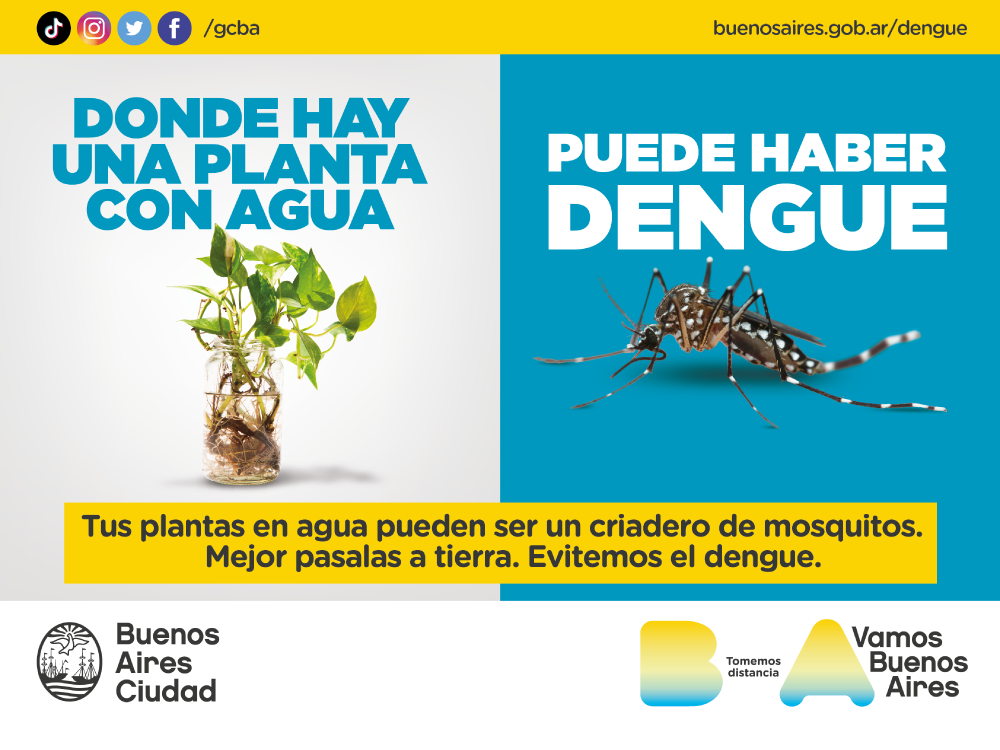 /gcba
buenosaires.gob.ar/dengue
DONDE HAY
UNA PLANTA
CON AGUA
PUEDE HABER
DENGUE
Tus plantas en agua pueden ser un criadero de mosquitos.
Mejor pasalas a tierra. Evitemos el dengue.
Buenos
Aires
Ciudad
B
Tomemos
distancia
A
Vamos
Buenos
Aires